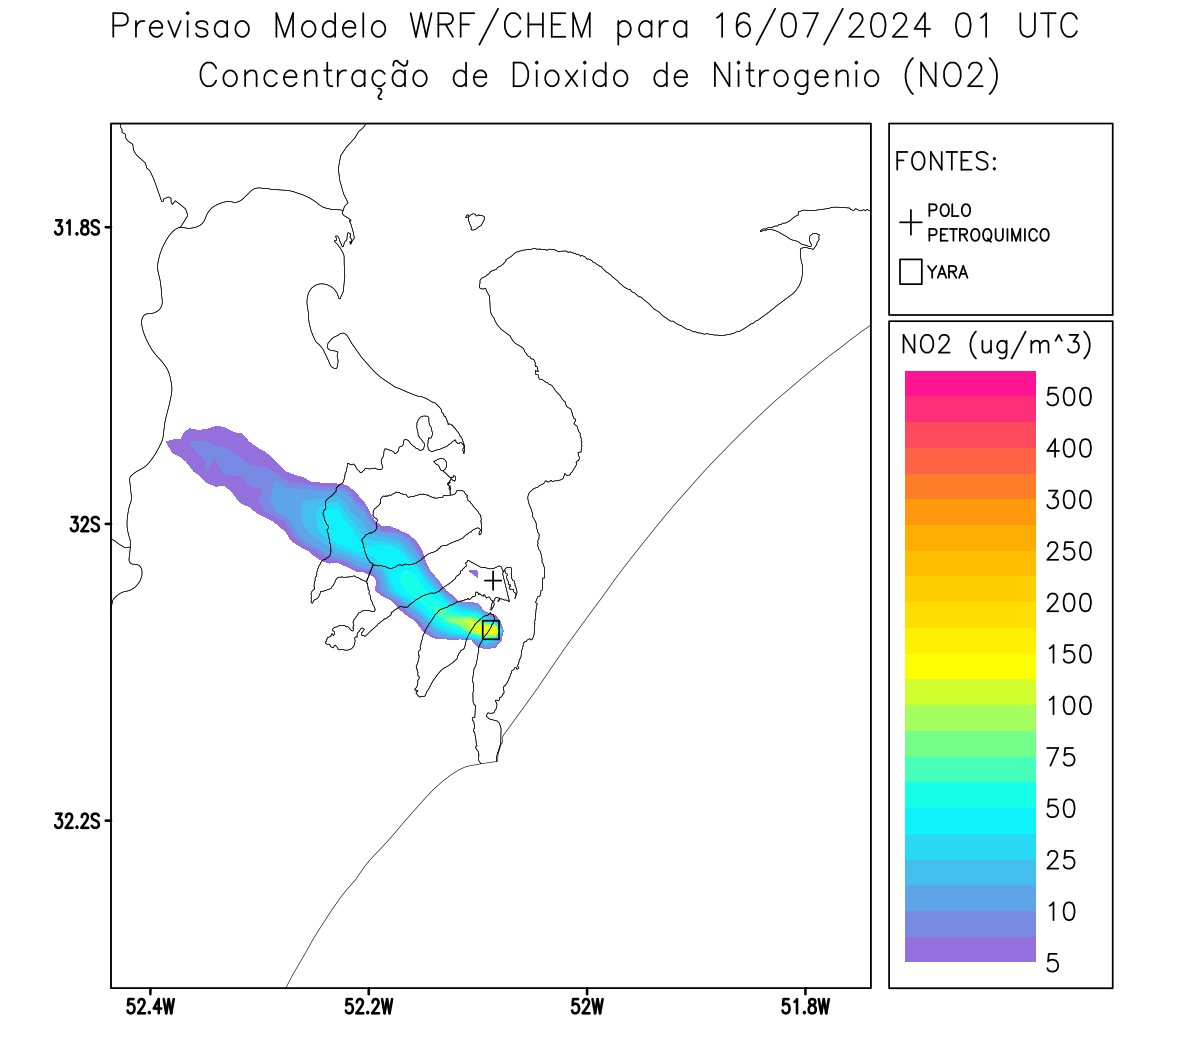 Previsao Modelo WRF/CHEM para 16/07/2024 01 UTC
Concentração de Dioxido de Nitrogenio (NO2)
FONTES:
POLO
PETROQUIMICO
YARA
31.8S
32S
32.2S
52.4W
52.2W
52W
51.8W
NO2 (ug/m^3)
500
400
300
250
200
150
100
75
50
25
10
5